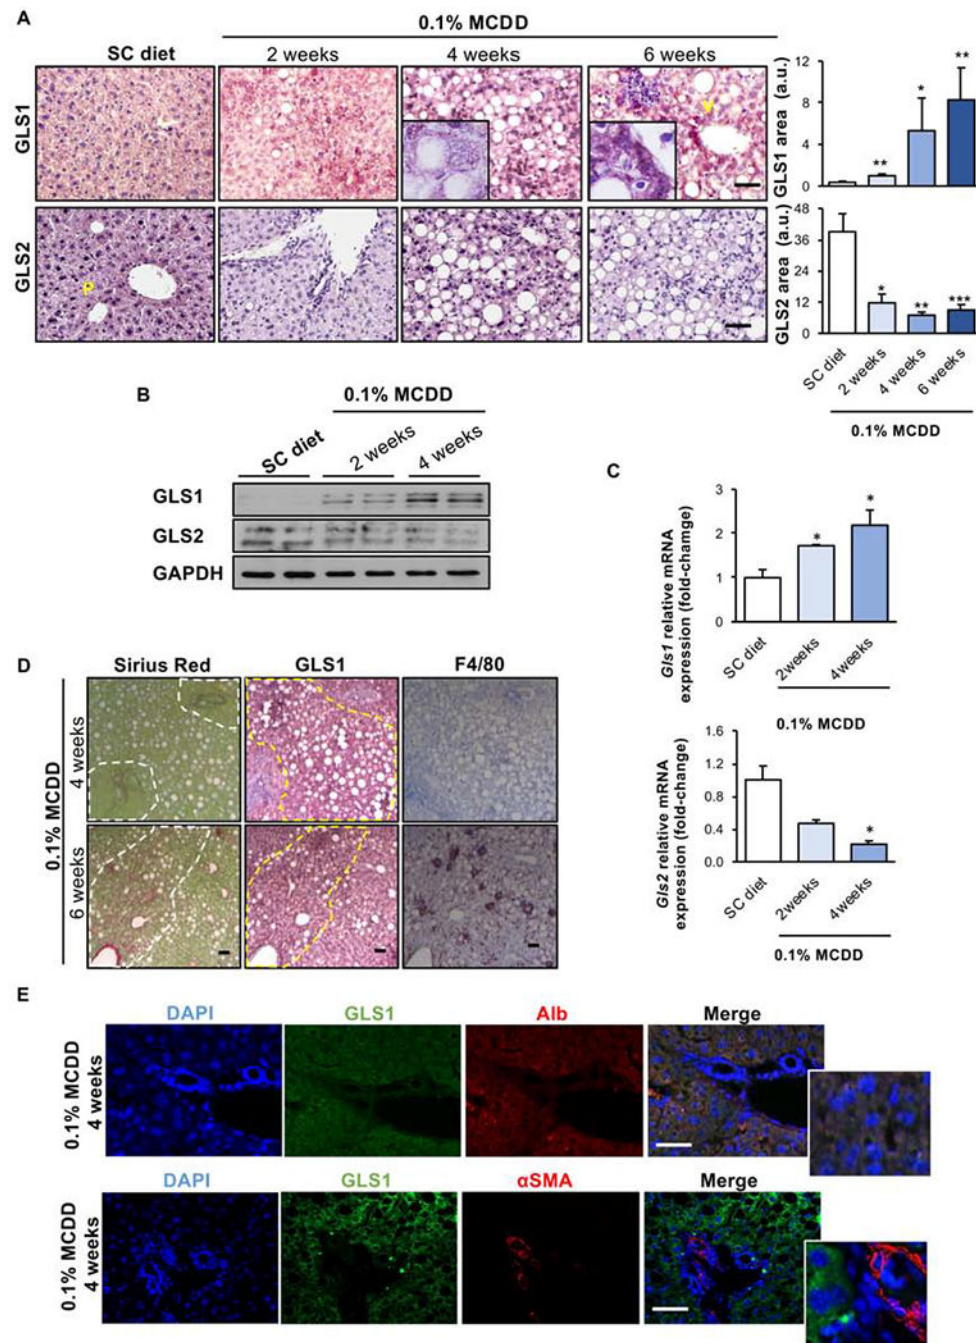 A
0.1% MCDD
SC diet
2 weeks
4 weeks
6 weeks
GLS1
V
GLS1 area (a.u.)
12
8
4
0
**
*
**
GLS2
P
GLS2 area (a.u.)
48
36
24
12
0
*
**
***
SC diet
2 weeks
4 weeks
6 weeks
0.1% MCDD
B
0.1% MCDD
SC diet
2 weeks
4 weeks
GLS1
GLS2
GAPDH
C
Gls1 relative mRNA
expression (fold-chamge)
3
2
1
0
*
*
SC diet
2weeks
4weeks
0.1% MCDD
Gls2 relative mRNA
expression (fold-change)
1.6
1.2
0.8
0.4
0.0
*
SC diet
2weeks
4weeks
0.1% MCDD
D
Sirius Red
GLS1
F4/80
0.1% MCDD
4 weeks
6 weeks
E
DAPI
GLS1
Alb
Merge
0.1% MCDD
4 weeks
DAPI
GLS1
αSMA
Merge
0.1% MCDD
4 weeks